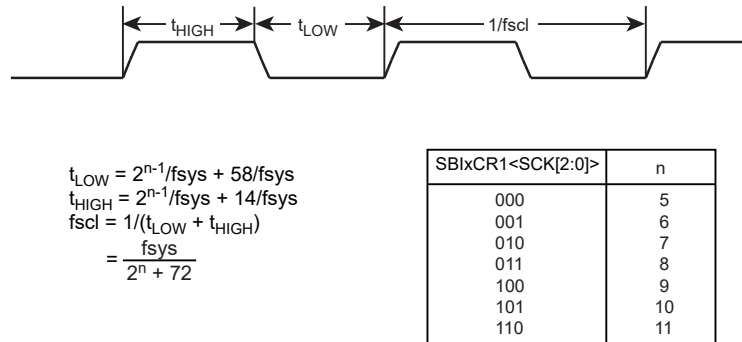 tHIGH tLOW 1/fscl
tLOW = 2n-1/fsys + 58/fsys
tHIGH = 2n-1/fsys + 14/fsys
fscl = 1/(tLOW + tHIGH)
= fsys
2n + 72
SBIxCR1<SCK[2:0]> n
000 5
001 6
010 7
011 8
100 9
101 10
110 11